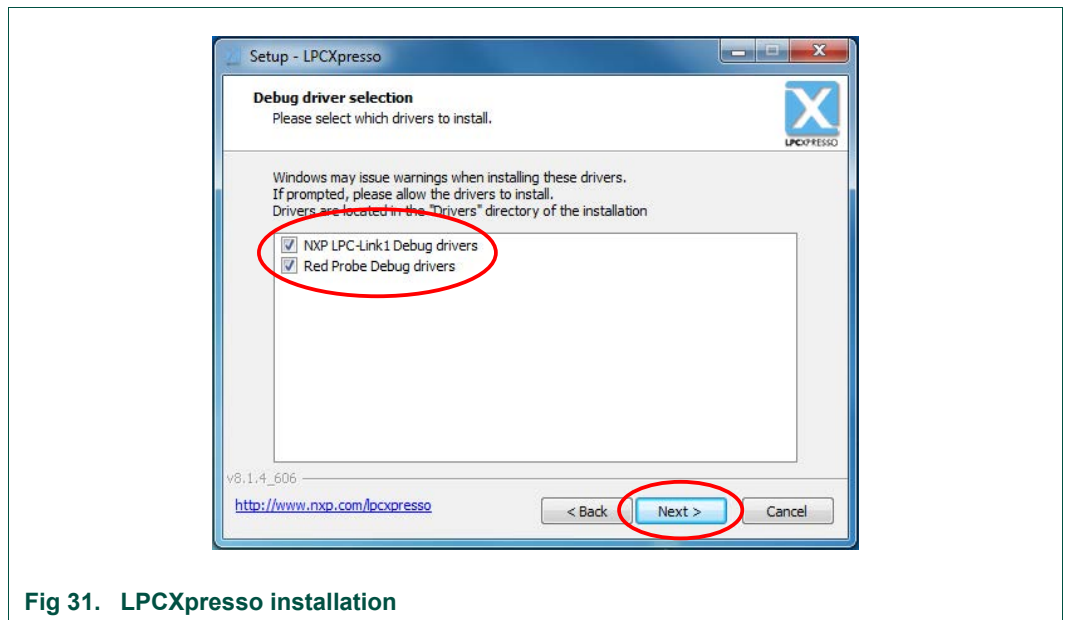 Setup - LPCXpresso
Debug driver selection
Please select which drivers to install.
LPCXPRESSO
Windows may issue warnings when installing these drivers.
If prompted, please allow the drivers to install.
Drivers are located in the "Drivers" directory of the installation
NXP LPC-Link1 Debug drivers
Red Probe Debug drivers
v8.1.4_606
http://www.nxp.com/lpcxpresso
< Back Next > Cancel
Fig 31. LPCXpresso installation